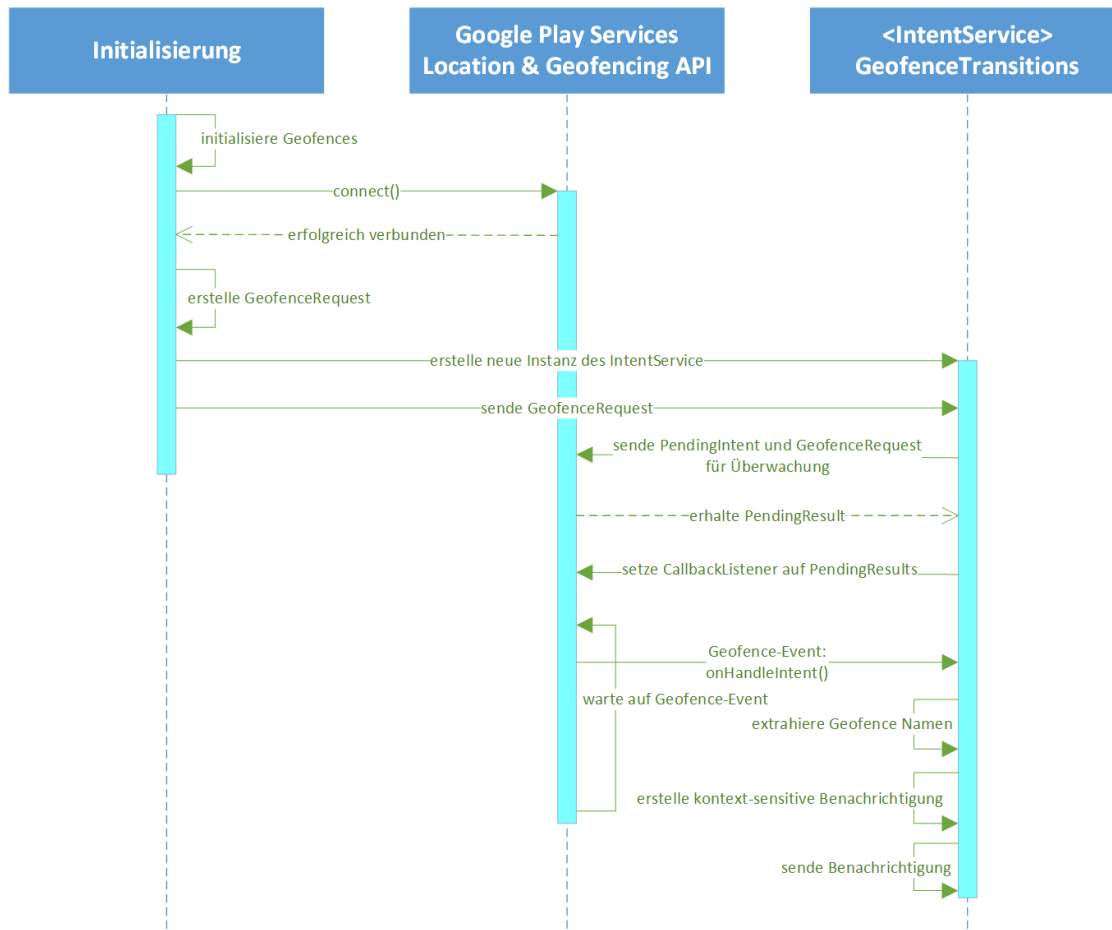 Initialisierung
Google Play Services
Location & Geofencing API
<IntentService>
GeofenceTransitions
initialisiere Geofences
connect()
erfolgreich verbunden
erstelle GeofenceRequest
erstelle neue Instanz des IntentService
sende GeofenceRequest
sende PendingIntent und GeofenceRequest
für Überwachung
erhalte PendingResult
setze CallbackListener auf PendingResults
Geofence-Event:
onHandleIntent()
warte auf Geofence-Event
extrahiere Geofence Namen
erstelle kontext-sensitive Benachrichtigung
sende Benachrichtigung